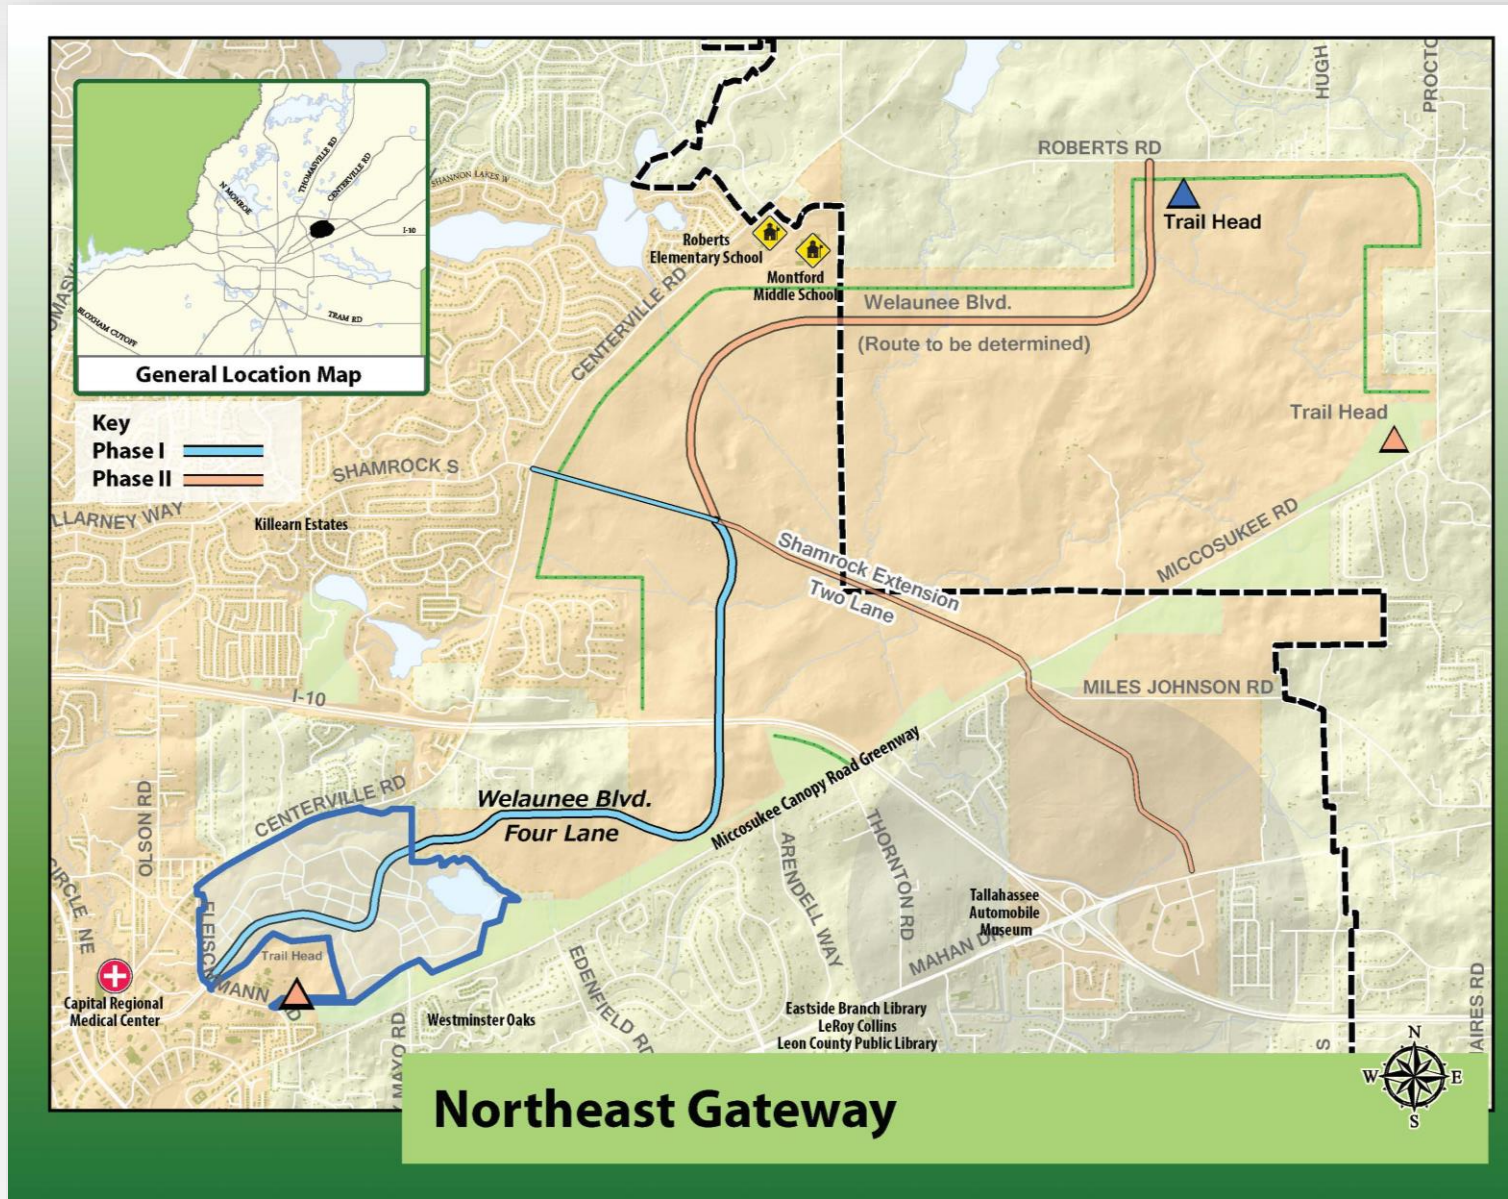 HUGH
PROCTO
THOMASVILLE RD
CENTERVILLE RD
N MONROE
I-10
TRAM RD
BLOXHAM CUTOFF
General Location Map
SHANNON LAKES W
ROBERTS RD
Trail Head
Roberts
Elementary School
Montford
Middle School
CENTERVILLE RD
Welaunee Blvd.
(Route to be determined)
Trail Head
Key
Phase I
Phase II
SHAMROCK S
LLARNEY WAY
Killearn Estates
MICCOSUKEE RD
Shamrock Extension
Two Lane
I-10
MILES JOHNSON RD
Miccosukee Canopy Road Greenway
OLSON RD
CENTERVILLE RD
Welaunee Blvd.
Four Lane
THORNTON RD
ARENDELL WAY
CIRCLE NE
Tallahassee
Automobile
Museum
MAHAN DR
FLEISCHMANN RD
Trail Head
Capital Regional
Medical Center
Westminster Oaks
EDENFIELD RD
MAYO RD
Eastside Branch Library
LeRoy Collins
Leon County Public Library
S
AIRES RD
N
W
E
S
Northeast Gateway